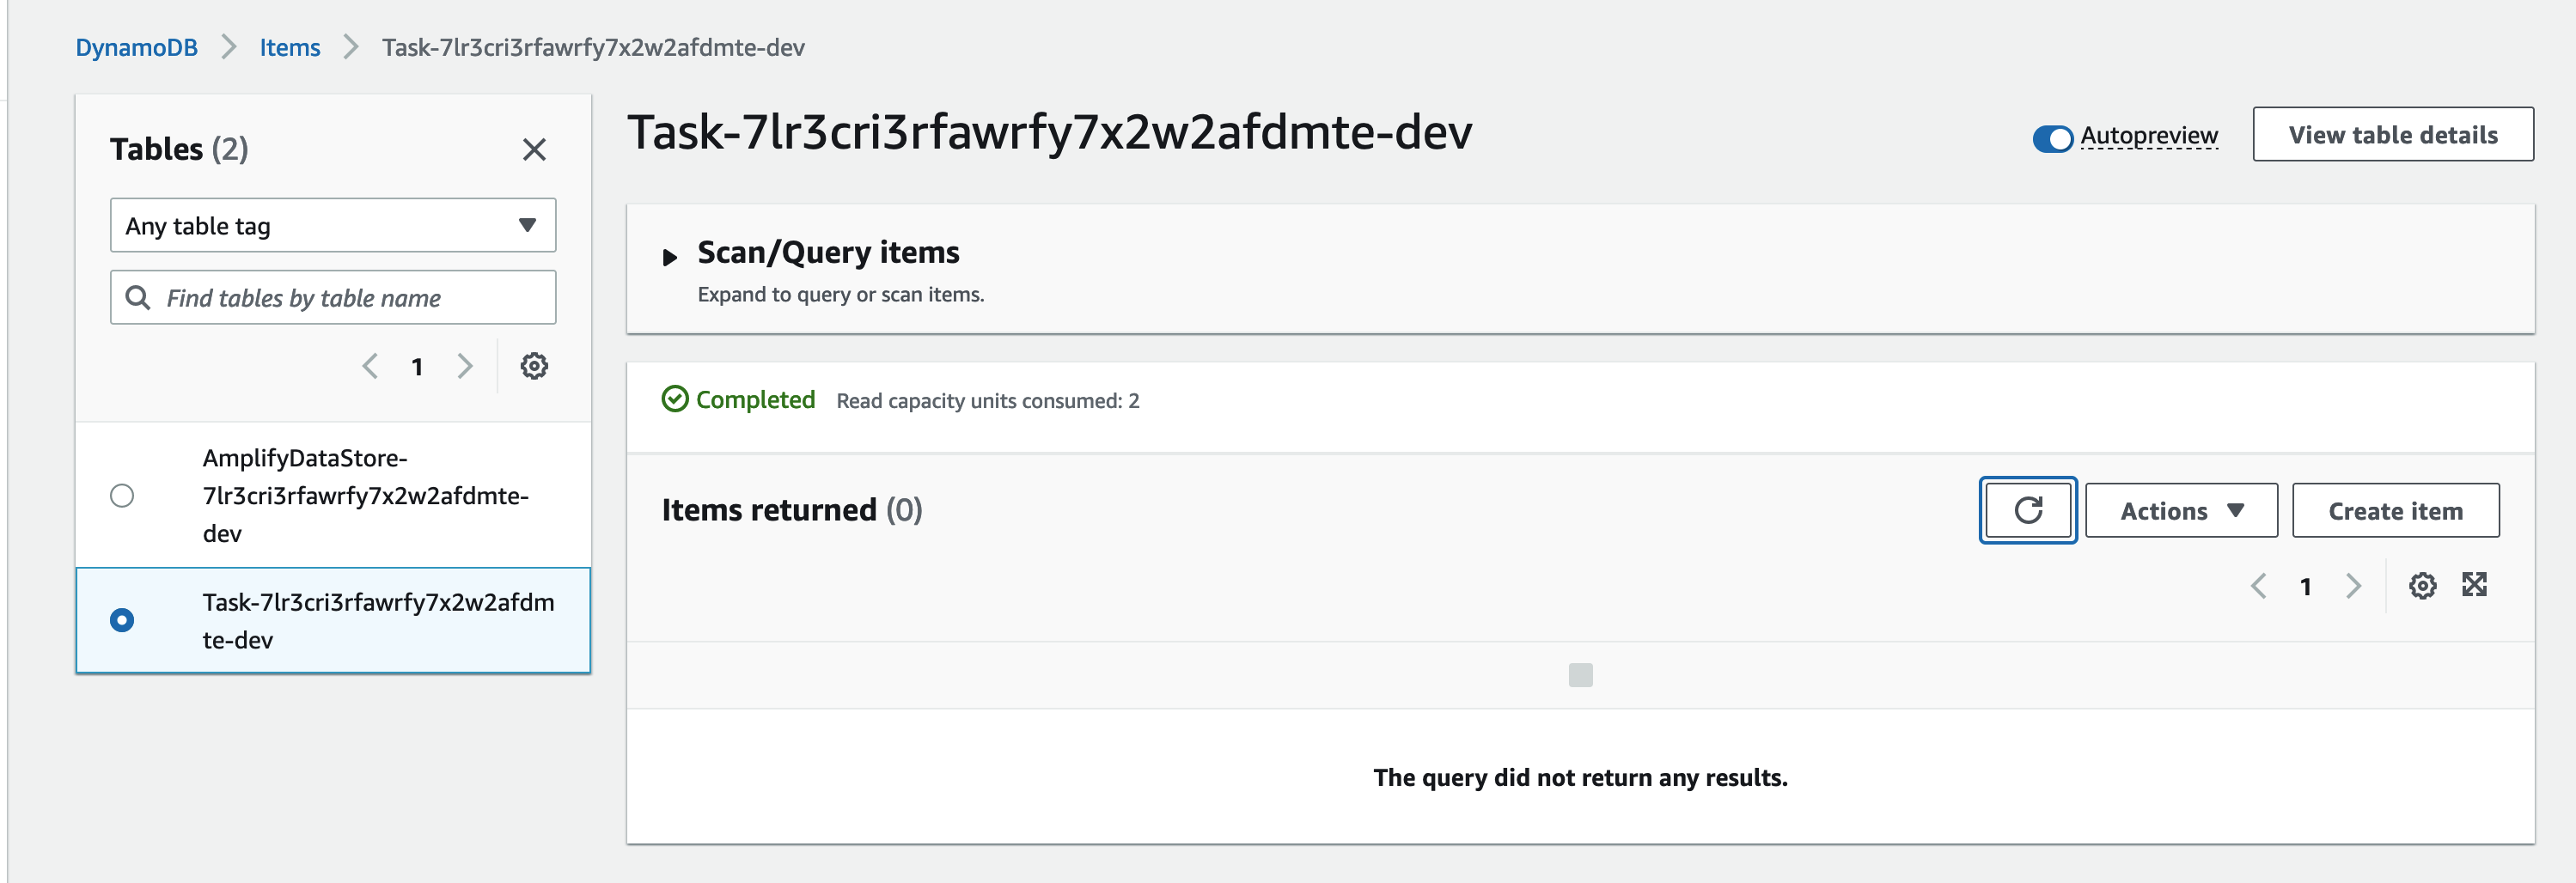 DynamoDB > Items > Task-7lr3cri3rfawrfy7x2w2afdmte-dev
Tables (2)
Any table tag
Find tables by table name
1
AmplifyDataStore-
7lr3cri3rfawrfy7x2w2afdmte-
dev
Task-7lr3cri3rfawrfy7x2w2afdm
te-dev
Task-7lr3cri3rfawrfy7x2w2afdmte-dev
Autopreview
View table details
Scan/Query items
Expand to query or scan items.
Completed Read capacity units consumed: 2
Items returned (0)
Actions
Create item
1
The query did not return any results.